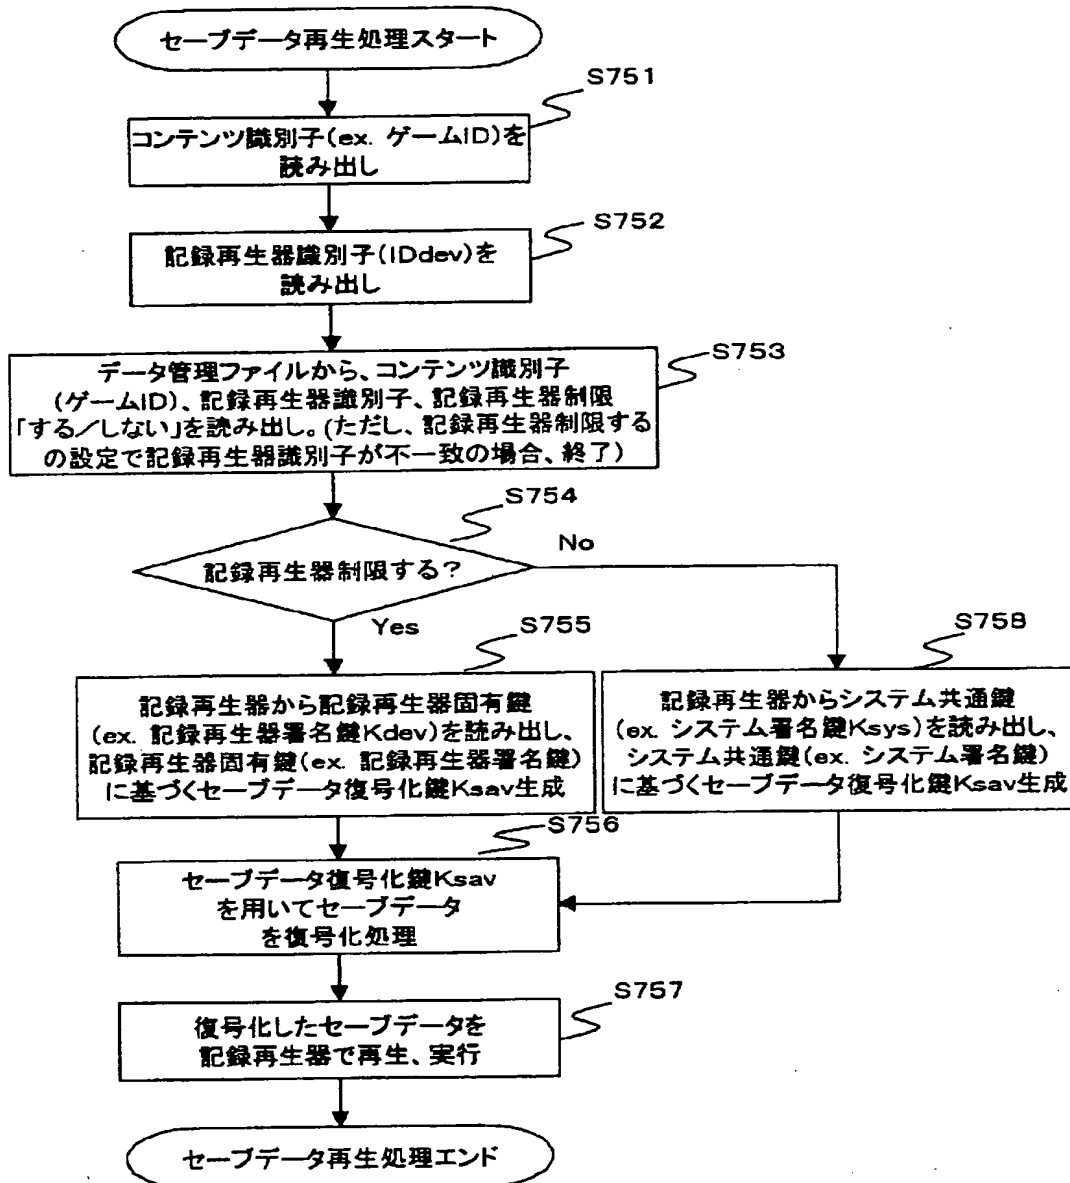 セーブデータ再生処理スタート
S751
コンテンツ識別子(ex. ゲームID)を
読み出し
S752
記録再生器識別子(IDdev)を
読み出し
S753
データ管理ファイルから、コンテンツ識別子
(ゲームID)、記録再生器識別子、記録再生器制限
「する／しない」を読み出し。(ただし、記録再生器制限する
の設定で記録再生器識別子が不一致の場合、終了)
S754
記録再生器制限する?
No
Yes
S755
記録再生器から記録再生器固有鍵
(ex. 記録再生器署名鍵Kdev)を読み出し、
記録再生器固有鍵(ex. 記録再生器署名鍵)
に基づくセーブデータ復号化鍵Ksav生成
S758
記録再生器からシステム共通鍵
(ex. システム署名鍵Ksys)を読み出し、
システム共通鍵(ex. システム署名鍵)
に基づくセーブデータ復号化鍵Ksav生成
S756
セーブデータ復号化鍵Ksav
を用いてセーブデータ
を復号化処理
S757
復号化したセーブデータを
記録再生器で再生、実行
セーブデータ再生処理エンド